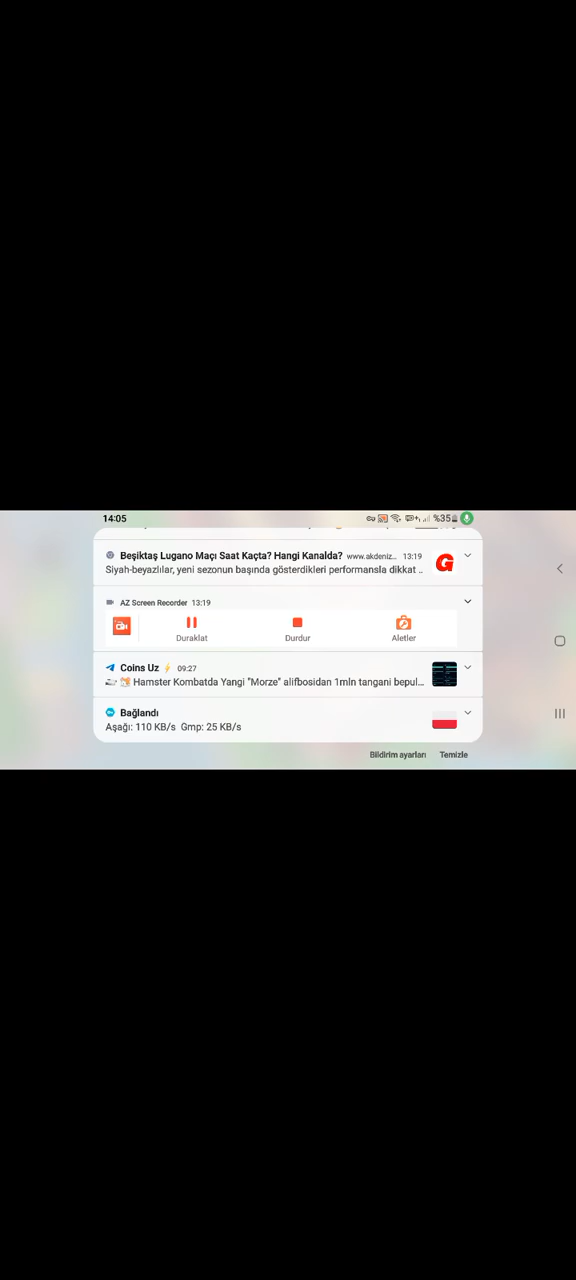 14:05
%35
Beşiktaş Lugano Maçı Saat Kaçta? Hangi Kanalda? www.akdeniz... 13:19
Siyah-beyazlılar, yeni sezonun başında gösterdikleri performansla dikkat ..
G
AZ Screen Recorder 13:19
Duraklat Durdur Aletler
Coins Uz ⚡ 09:27
Hamster Kombatda Yangi "Morze" alifbosidan 1mln tangani bepul...
Bağlandı
Aşağı: 110 KB/s Gmp: 25 KB/s
Bildirim ayarları Temizle